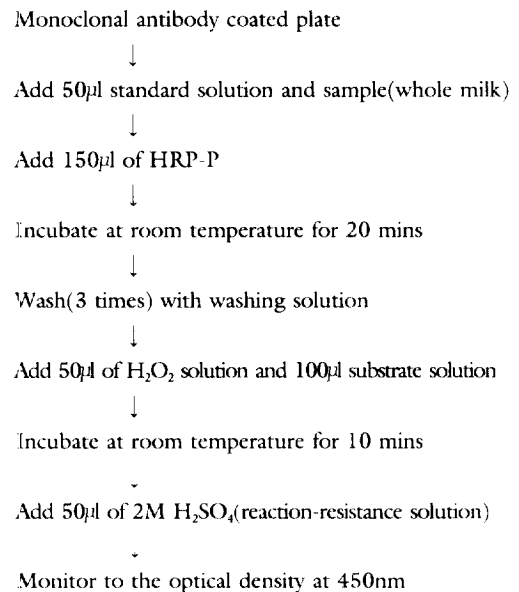 Monoclonal antibody coated plate
↓
Add 50µl standard solution and sample(whole milk)
↓
Add 150µl of HRP-P
↓
Incubate at room temperature for 20 mins
↓
Wash(3 times) with washing solution
↓
Add 50µl of H₂O₂ solution and 100µl substrate solution
↓
Incubate at room temperature for 10 mins
↓
Add 50µl of 2M H₂SO₄(reaction-resistance solution)
↓
Monitor to the optical density at 450nm